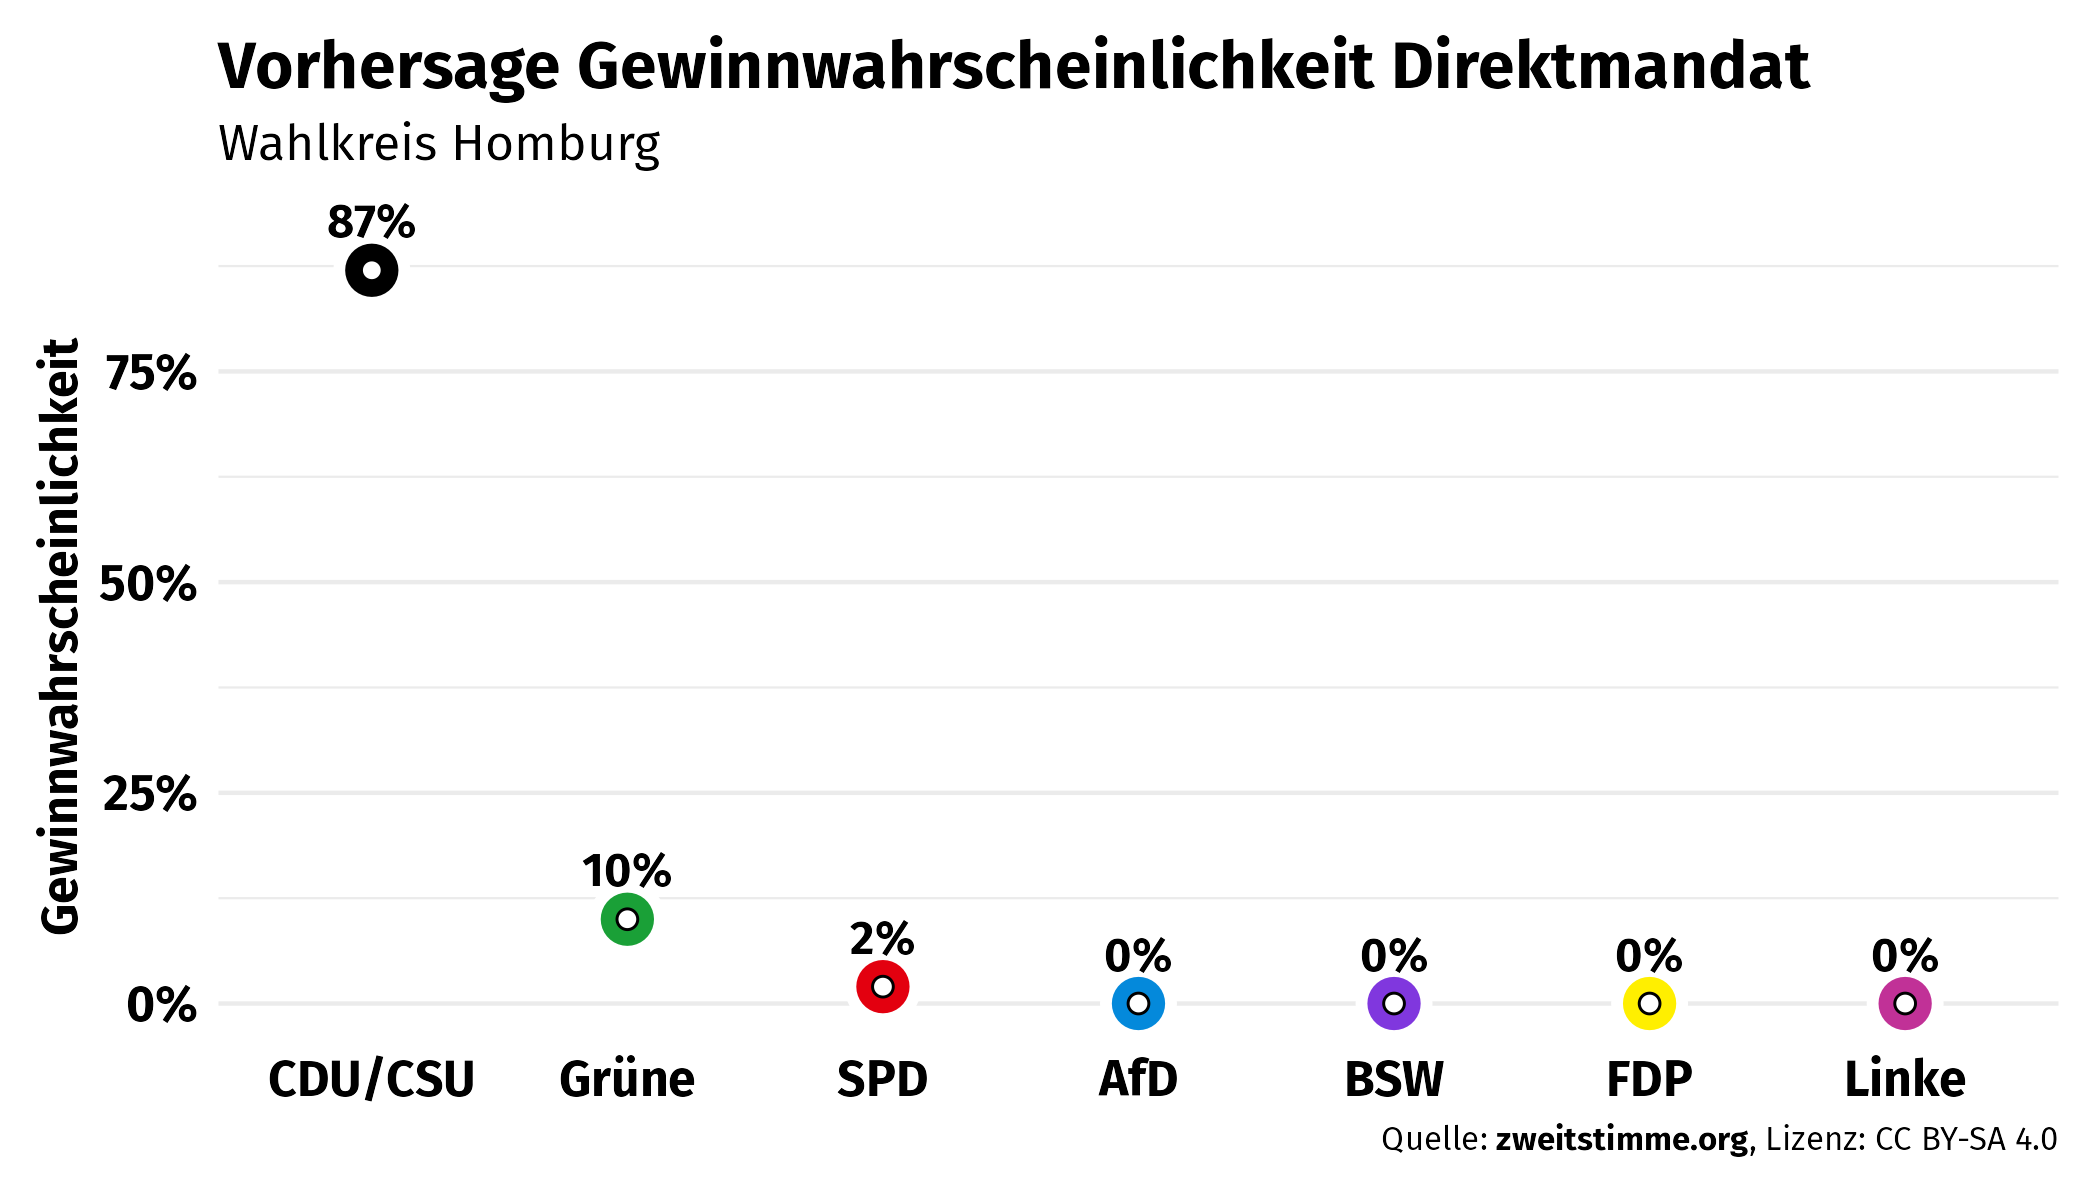 Vorhersage Gewinnwahrscheinlichkeit Direktmandat
Wahlkreis Homburg
Gewinnwahrscheinlichkeit
87%
75%
50%
25%
10%
2%
0%
0%
0%
0%
0%
CDU/CSU Grüne SPD AfD BSW FDP Linke
Quelle: zweitstimme.org, Lizenz: CC BY-SA 4.0